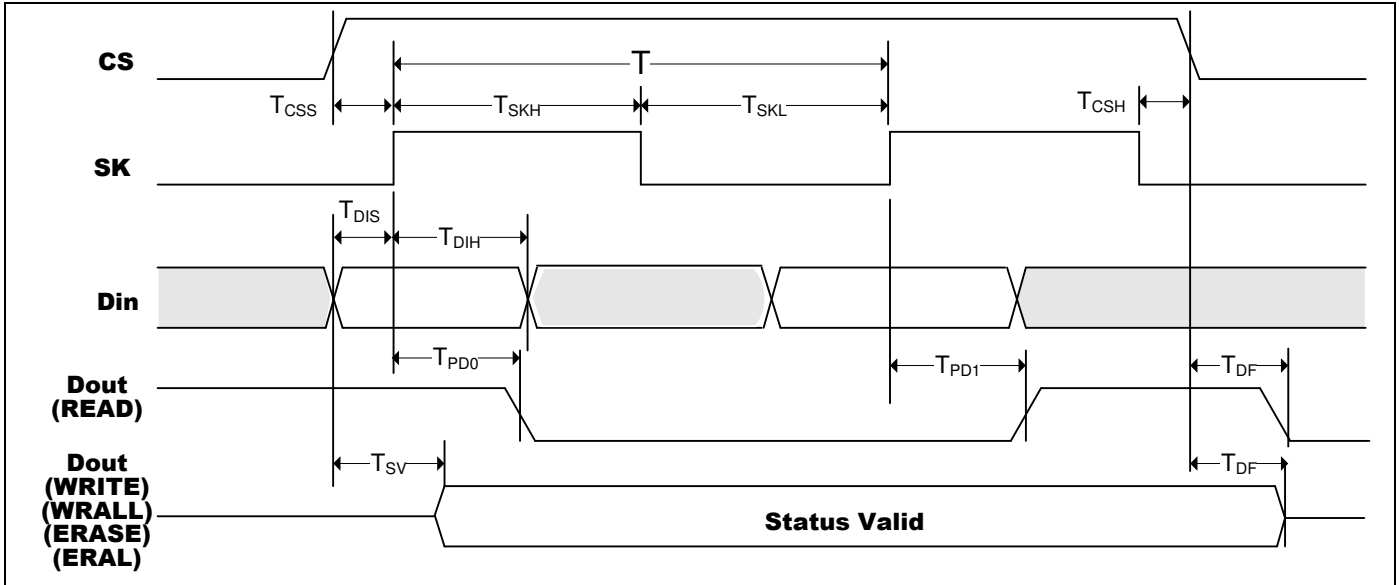 CS
T
TCSS
TSKH
TSKL
TCSH
SK
TDIS
TDIH
Din
TPD0
TPD1
TDF
Dout
(READ)
TSV
TDF
Dout
(WRITE)
(WRALL)
(ERASE)
(ERAL)
Status Valid